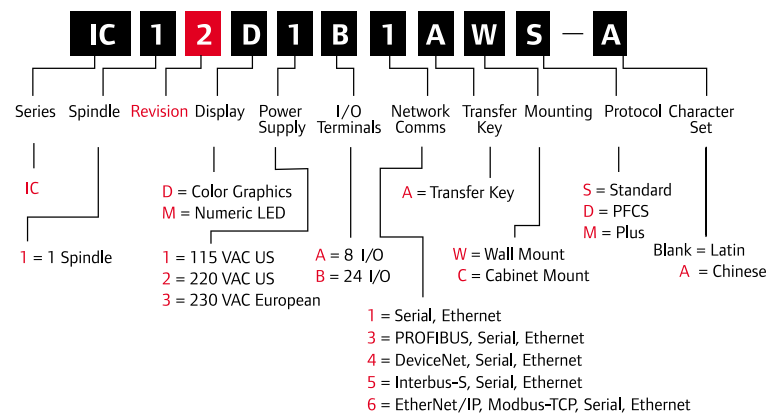 IC 1 2 D 1 B 1 A W S – A
Series Spindle Revision Display Power Supply I/O Terminals Network Comms Transfer Key Mounting Protocol Character Set
IC
1 = 1 Spindle
D = Color Graphics
M = Numeric LED
1 = 115 VAC US
2 = 220 VAC US
3 = 230 VAC European
A = 8 I/O
B = 24 I/O
1 = Serial, Ethernet
3 = PROFIBUS, Serial, Ethernet
4 = DeviceNet, Serial, Ethernet
5 = Interbus-S, Serial, Ethernet
6 = EtherNet/IP, Modbus-TCP, Serial, Ethernet
A = Transfer Key
W = Wall Mount
C = Cabinet Mount
S = Standard
D = PFCS
M = Plus
Blank = Latin
A = Chinese